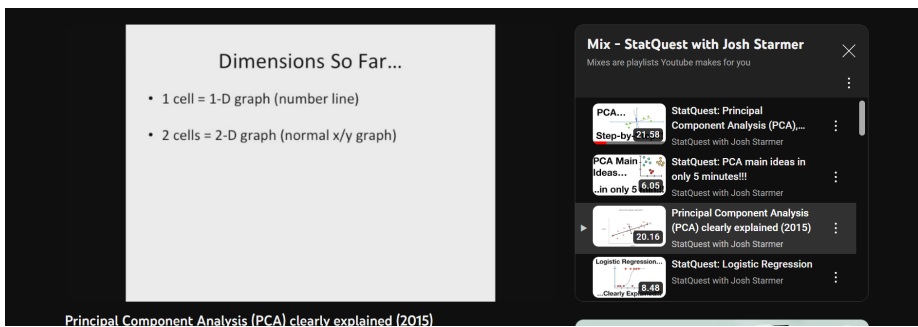 Dimensions So Far...
• 1 cell = 1-D graph (number line)
• 2 cells = 2-D graph (normal x/y graph)
Principal Component Analysis (PCA) clearly explained (2015)
Mix - StatQuest with Josh Starmer
Mixes are playlists Youtube makes for you
PCA...
Step-by-
21.58
StatQuest: Principal
Component Analysis (PCA),...
StatQuest with Josh Starmer
PCA Main
Ideas...
...in only 5
6.05
StatQuest: PCA main ideas in
only 5 minutes!!!
StatQuest with Josh Starmer
20.16
Principal Component Analysis
(PCA) clearly explained (2015)
StatQuest with Josh Starmer
Logistic Regression...
...Clearly
8.48
StatQuest: Logistic Regression
StatQuest with Josh Starmer